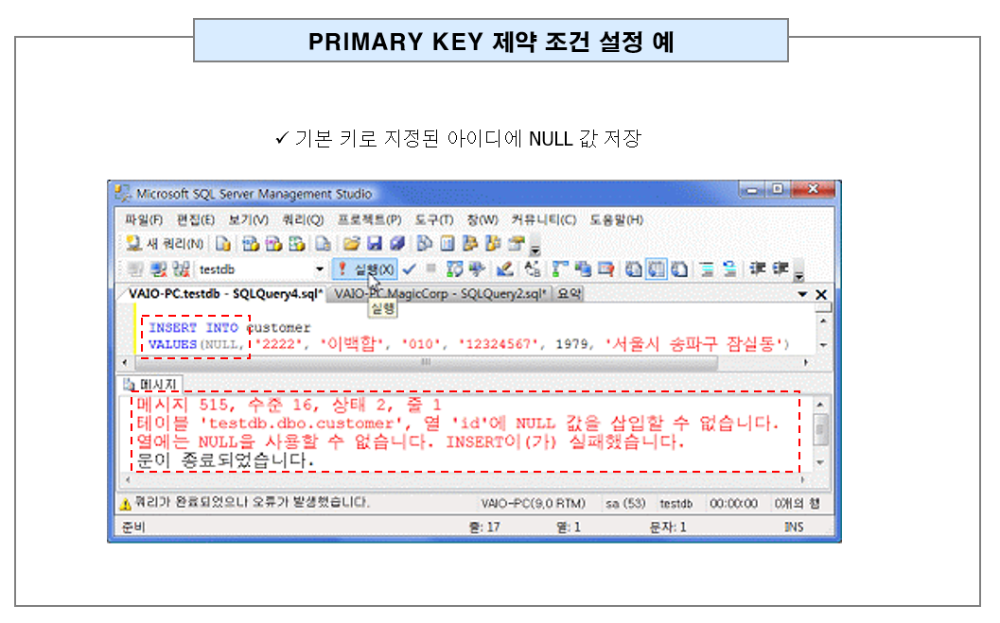 PRIMARY KEY 제약 조건 설정 예
✓ 기본 키로 지정된 아이디에 NULL 값 저장
Microsoft SQL Server Management Studio
파일(F) 편집(E) 보기(V) 쿼리(Q) 프로젝트(P) 도구(T) 창(W) 커뮤니티(C) 도움말(H)
새 쿼리(N)
testdb 실행(X)
VAIO-PC.testdb - SQLQuery4.sql* VAIO-PC.MagicCorp - SQLQuery2.sql* 요약
실행
INSERT INTO customer
VALUES(NULL, '2222', '이백합', '010', '12324567', 1979, '서울시 송파구 잠실동')
메시지
메시지 515, 수준 16, 상태 2, 줄 1
테이블 'testdb.dbo.customer', 열 'id'에 NULL 값을 삽입할 수 없습니다.
열에는 NULL을 사용할 수 없습니다. INSERT이(가) 실패했습니다.
문이 종료되었습니다.
쿼리가 완료되었으나 오류가 발생했습니다. VAIO-PC(9.0 RTM) sa (53) testdb 00:00:00 0개의 행
준비 줄: 17 열: 1 문자: 1 INS